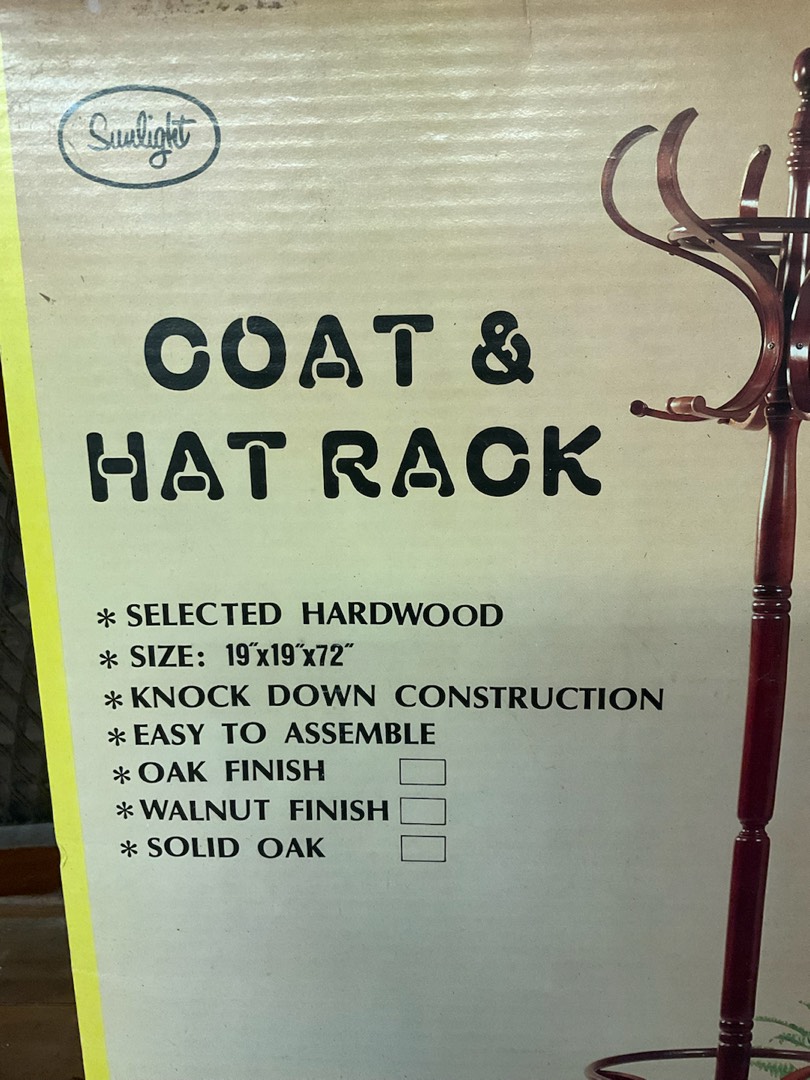 Sunlight
COAT &
HAT RACK
* SELECTED HARDWOOD
* SIZE: 19"x19"x72"
* KNOCK DOWN CONSTRUCTION
* EASY TO ASSEMBLE
* OAK FINISH
* WALNUT FINISH
* SOLID OAK